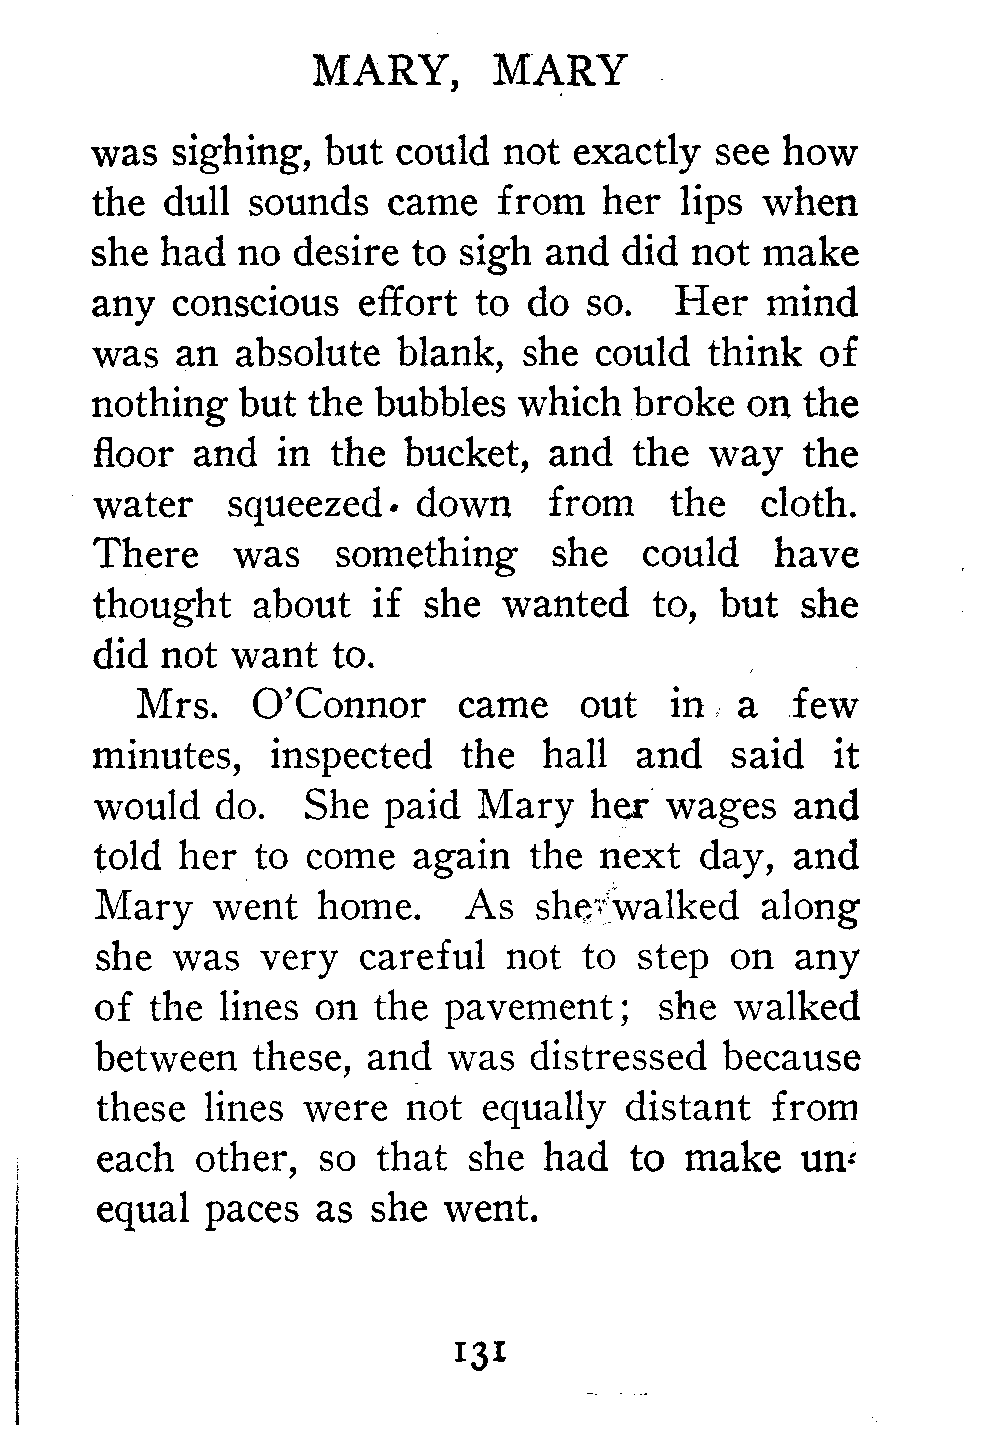 MARY, MARY
was sighing, but could not exactly see how
the dull sounds came from her lips when
she had no desire to sigh and did not make
any conscious effort to do so. Her mind
was an absolute blank, she could think of
nothing but the bubbles which broke on the
floor and in the bucket, and the way the
water squeezed down from the cloth.
There was something she could have
thought about if she wanted to, but she
did not want to.
Mrs. O'Connor came out in a few
minutes, inspected the hall and said it
would do. She paid Mary her wages and
told her to come again the next day, and
Mary went home. As she walked along
she was very careful not to step on any
of the lines on the pavement; she walked
between these, and was distressed because
these lines were not equally distant from
each other, so that she had to make un-
equal paces as she went.
131